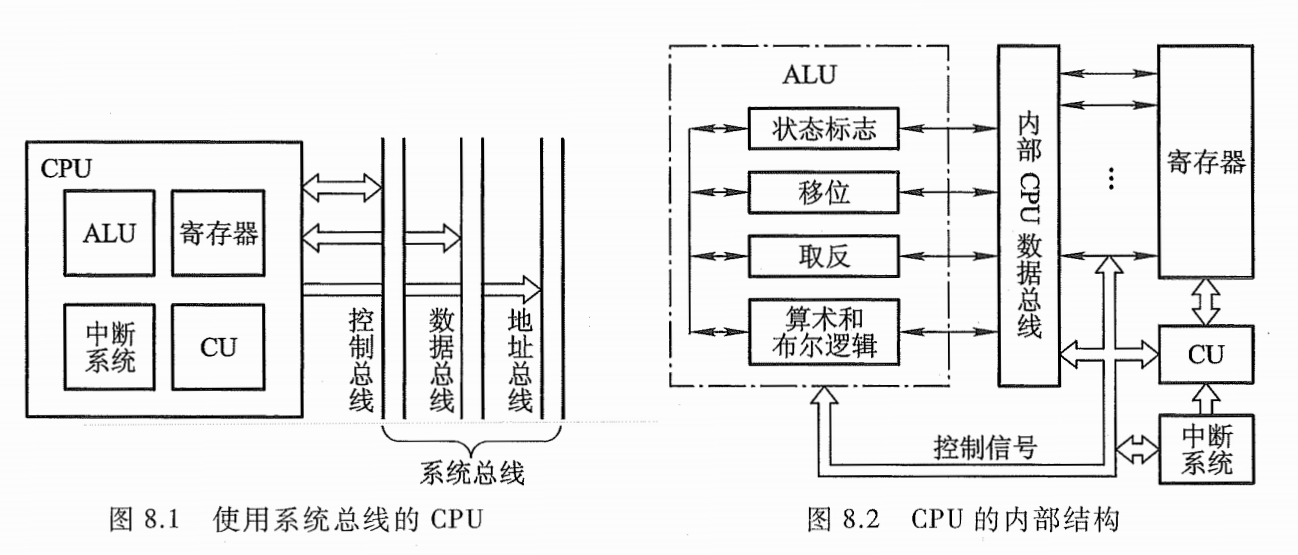 CPU
ALU
寄存器
中断
系统
CU
控制总线
数据总线
地址总线
系统总线
图 8.1 使用系统总线的 CPU
ALU
状态标志
移位
取反
算术和
布尔逻辑
内部 CPU 数据总线
寄存器
⋯
CU
中断
系统
控制信号
图 8.2 CPU 的内部结构